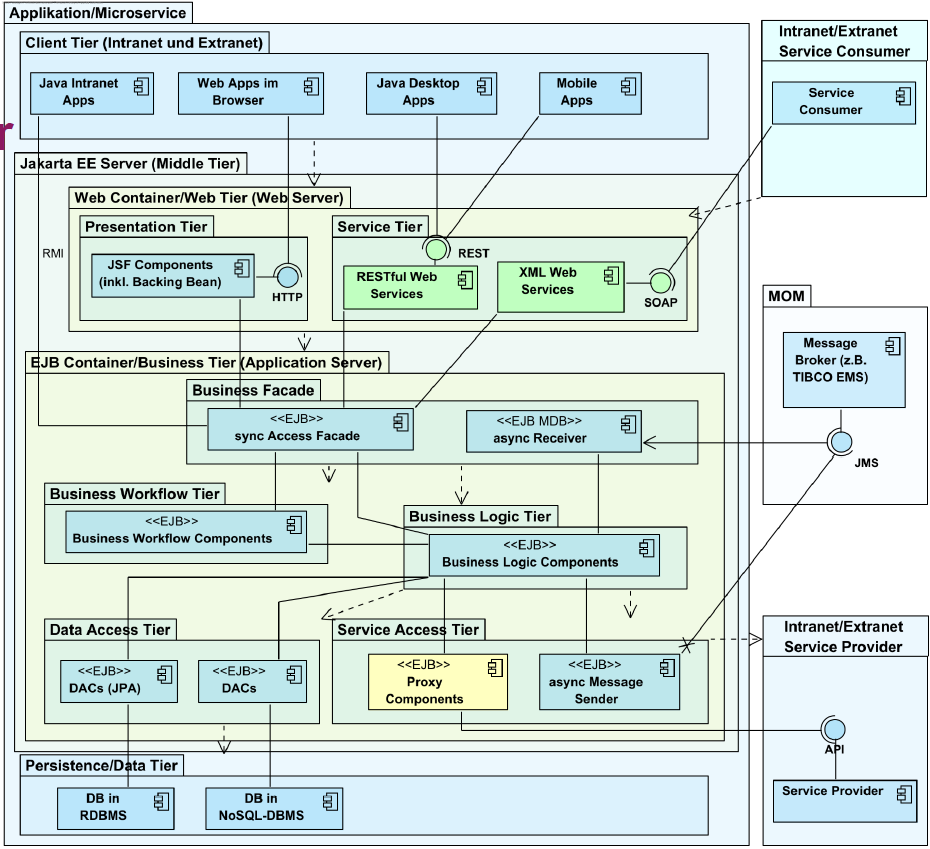 Applikation/Microservice
Client Tier (Intranet und Extranet)
Java Intranet
Apps
Web Apps im
Browser
Java Desktop
Apps
Mobile
Apps
Intranet/Extranet
Service Consumer
Service
Consumer
r
Jakarta EE Server (Middle Tier)
Web Container/Web Tier (Web Server)
Presentation Tier
JSF Components
(inkl. Backing Bean)
HTTP
Service Tier
REST
RESTful Web
Services
XML Web
Services
SOAP
RMI
MOM
Message
Broker (z.B.
TIBCO EMS)
JMS
EJB Container/Business Tier (Application Server)
Business Facade
<<EJB>>
sync Access Facade
<<EJB MDB>>
async Receiver
Business Workflow Tier
<<EJB>>
Business Workflow Components
Business Logic Tier
<<EJB>>
Business Logic Components
Data Access Tier
<<EJB>>
DACs (JPA)
<<EJB>>
DACs
Service Access Tier
<<EJB>>
Proxy
Components
<<EJB>>
async Message
Sender
Intranet/Extranet
Service Provider
API
Service Provider
Persistence/Data Tier
DB in
RDBMS
DB in
NoSQL-DBMS